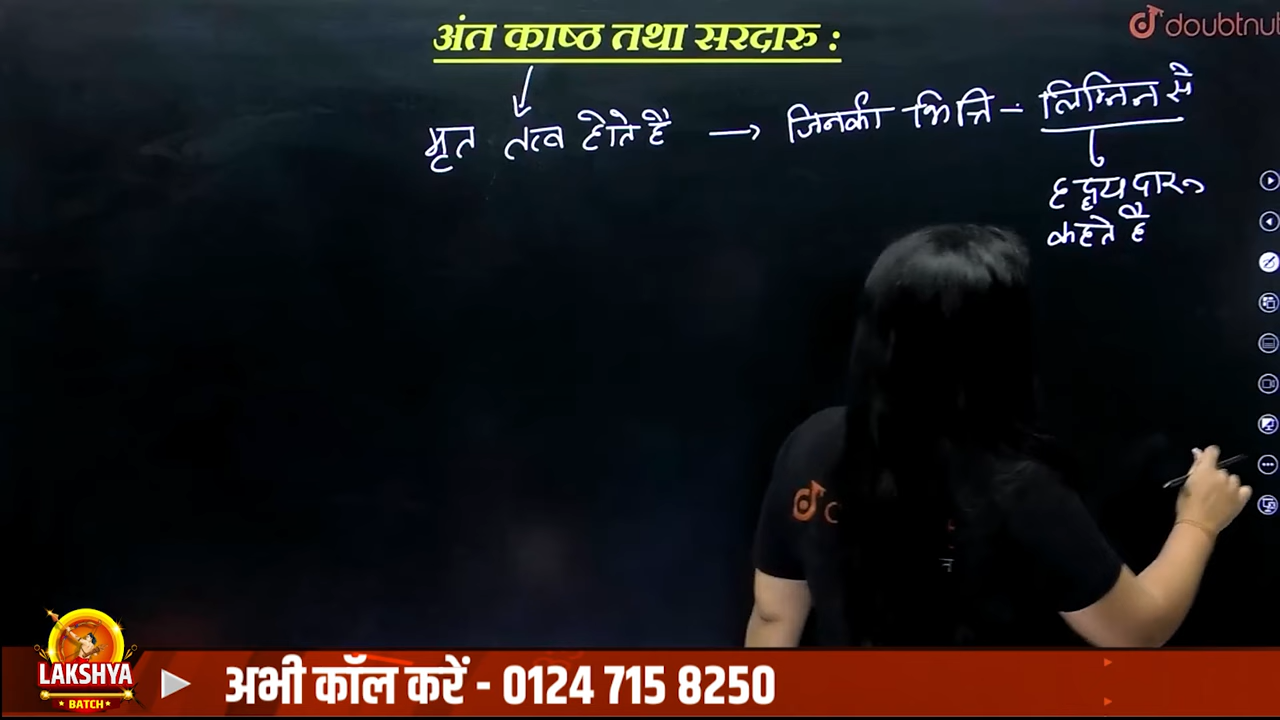 अंत काष्ठ तथा सरदारु :
doubtnut
मृत तत्व होते है → जिनकी भित्ति - लिग्निन से
हृदयदारु
कहते है
LAKSHYA
BATCH
अभी कॉल करें - 0124 715 8250